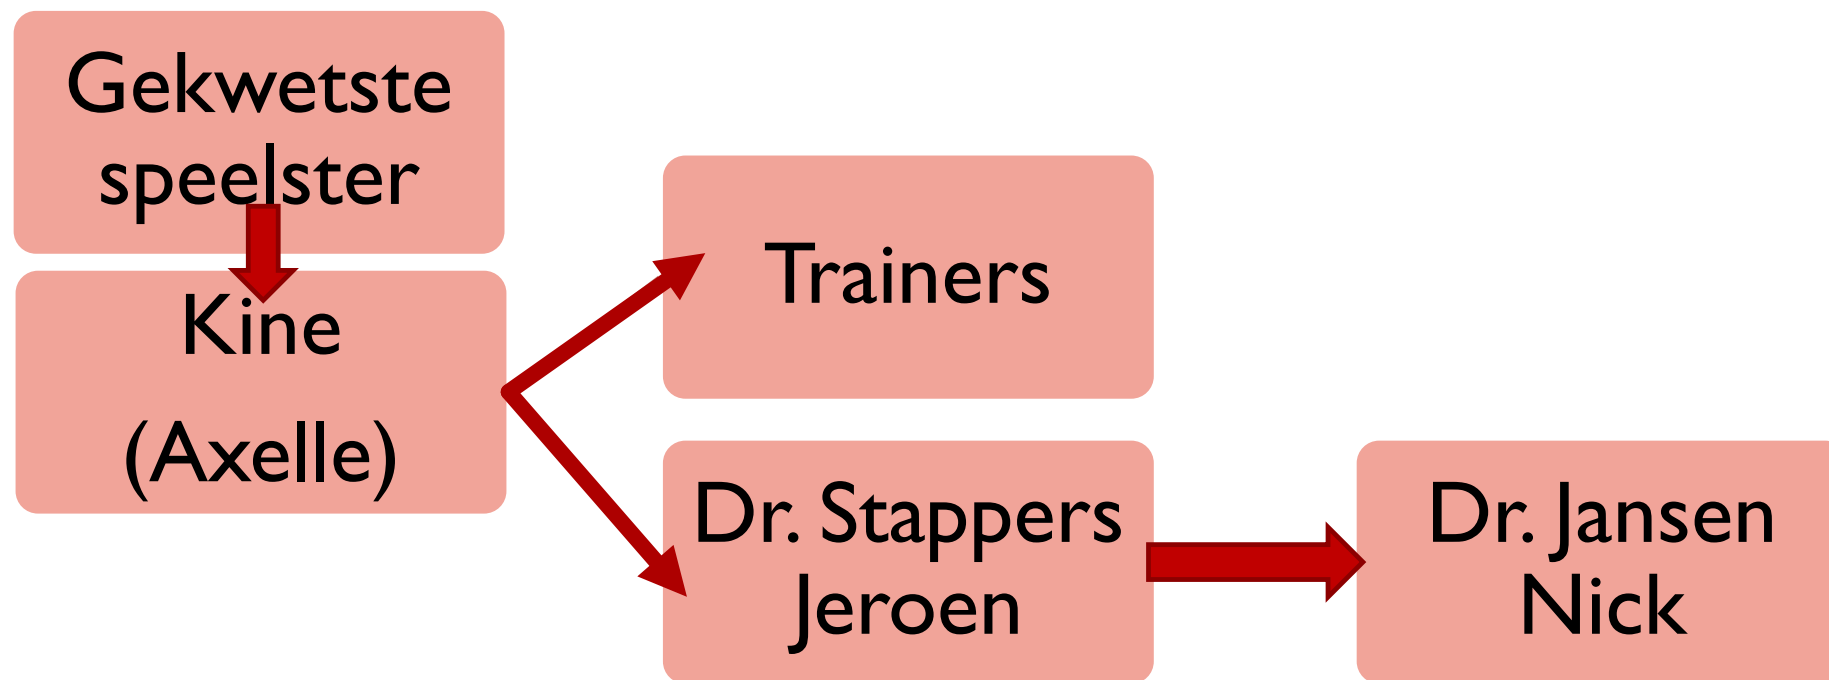 Gekwetste
speelster
Kine
(Axelle)
Trainers
Dr. Stappers
Jeroen
Dr. Jansen
Nick